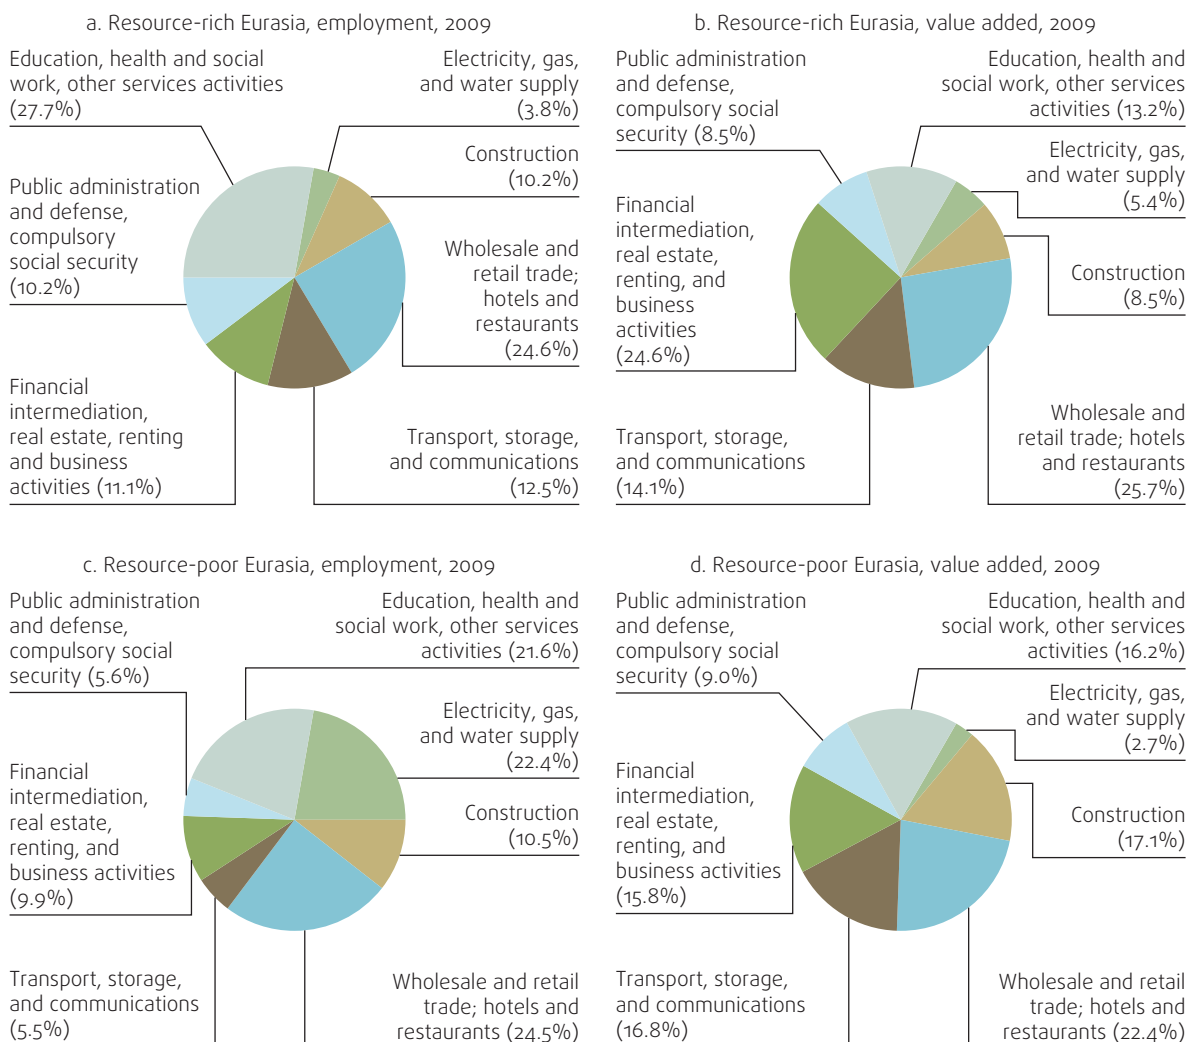 a. Resource-rich Eurasia, employment, 2009
Education, health and social
work, other services activities
(27.7%)
Electricity, gas,
and water supply
(3.8%)
Construction
(10.2%)
Public administration
and defense,
compulsory
social security
(10.2%)
Wholesale and
retail trade;
hotels and
restaurants
(24.6%)
Financial
intermediation,
real estate, renting
and business
activities (11.1%)
Transport, storage,
and communications
(12.5%)
b. Resource-rich Eurasia, value added, 2009
Public administration
and defense,
compulsory social
security (8.5%)
Education, health and
social work, other services
activities (13.2%)
Electricity, gas,
and water supply
(5.4%)
Financial
intermediation,
real estate,
renting, and
business
activities
(24.6%)
Construction
(8.5%)
Wholesale and
retail trade; hotels
and restaurants
(25.7%)
Transport, storage,
and communications
(14.1%)
c. Resource-poor Eurasia, employment, 2009
Public administration
and defense,
compulsory social
security (5.6%)
Education, health and
social work, other services
activities (21.6%)
Electricity, gas,
and water supply
(22.4%)
Financial
intermediation,
real estate,
renting, and
business activities
(9.9%)
Construction
(10.5%)
Transport, storage,
and communications
(5.5%)
Wholesale and retail
trade; hotels and
restaurants (24.5%)
d. Resource-poor Eurasia, value added, 2009
Public administration
and defense,
compulsory social
security (9.0%)
Education, health and
social work, other services
activities (16.2%)
Electricity, gas,
and water supply
(2.7%)
Financial
intermediation,
real estate,
renting, and
business activities
(15.8%)
Construction
(17.1%)
Transport, storage,
and communications
(16.8%)
Wholesale and retail
trade; hotels and
restaurants (22.4%)